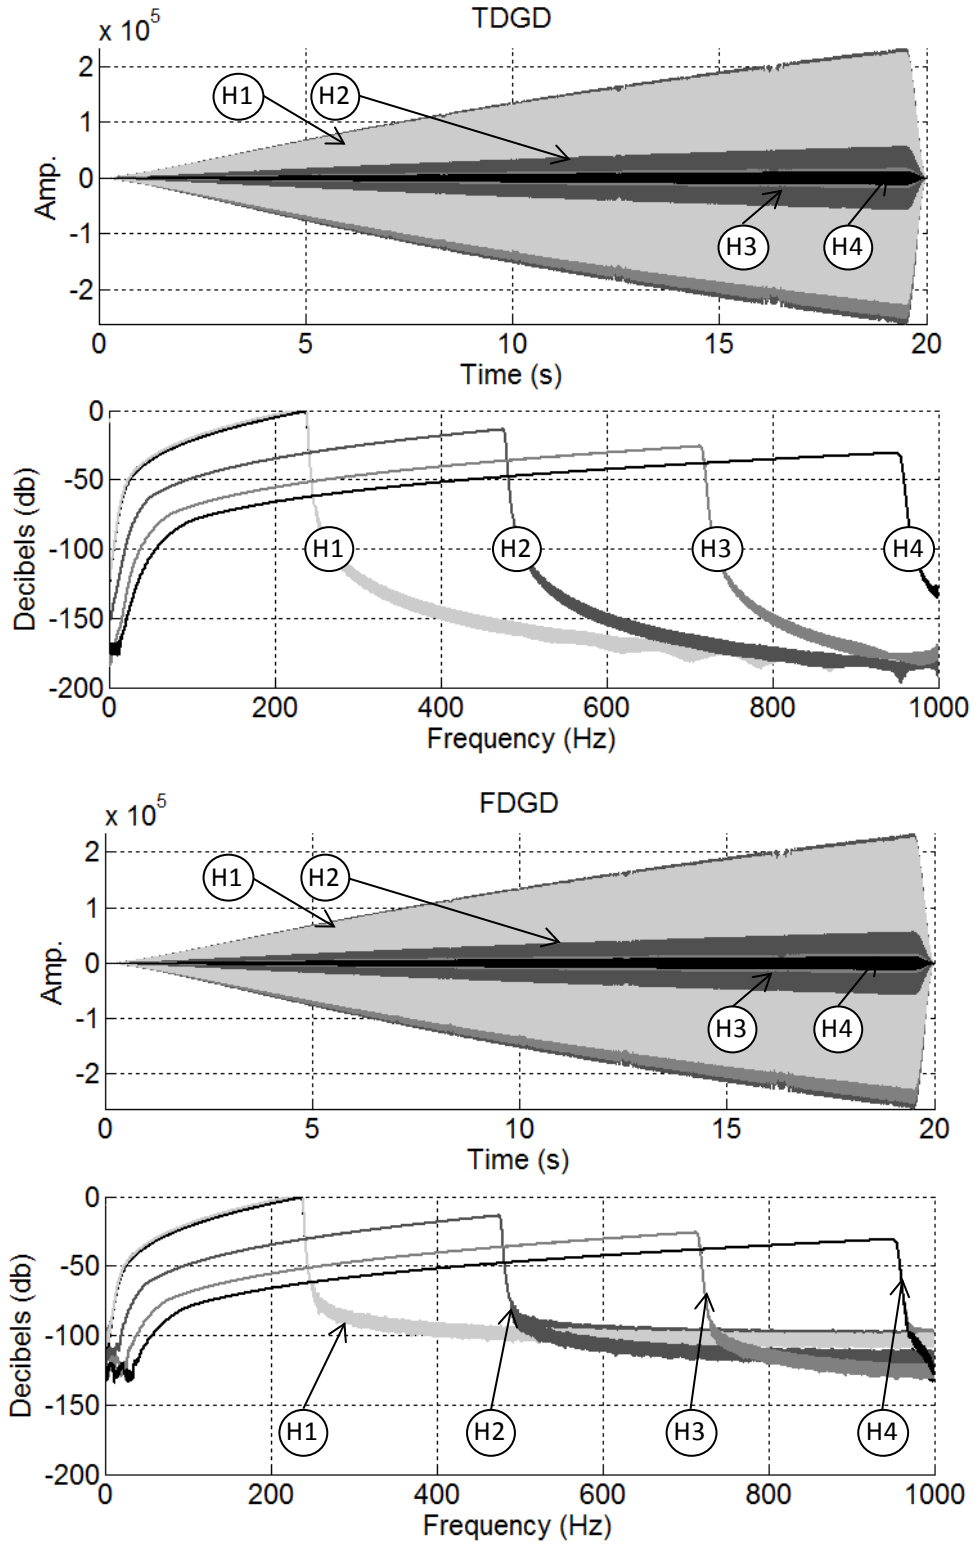 x 10^5
TDGD
2
1
0
-1
-2
Amp.
H1
H2
H3
H4
0
5
10
15
20
Time (s)
0
-50
-100
-150
-200
Decibels (db)
H1
H2
H3
H4
0
200
400
600
800
1000
Frequency (Hz)
x 10^5
FDGD
2
1
0
-1
-2
Amp.
H1
H2
H3
H4
0
5
10
15
20
Time (s)
0
-50
-100
-150
-200
Decibels (db)
H1
H2
H3
H4
0
200
400
600
800
1000
Frequency (Hz)